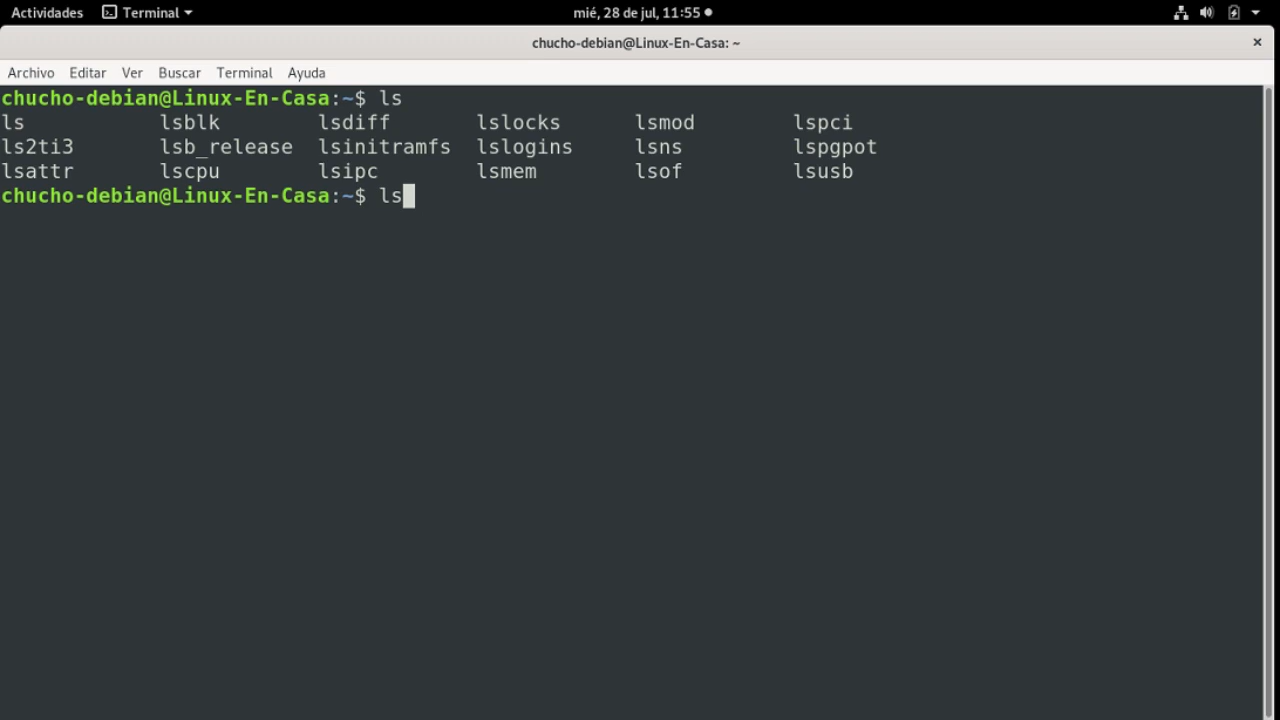 Actividades Terminal mié, 28 de jul, 11:55
chucho-debian@Linux-En-Casa: ~
Archivo Editar Ver Buscar Terminal Ayuda
chucho-debian@Linux-En-Casa:~$ ls
ls lsblk lsdiff lslocks lsmod lspci
ls2ti3 lsb_release lsinitramfs lslogins lsns lspgpot
lsattr lscpu lsipc lsmem lsof lsusb
chucho-debian@Linux-En-Casa:~$ ls